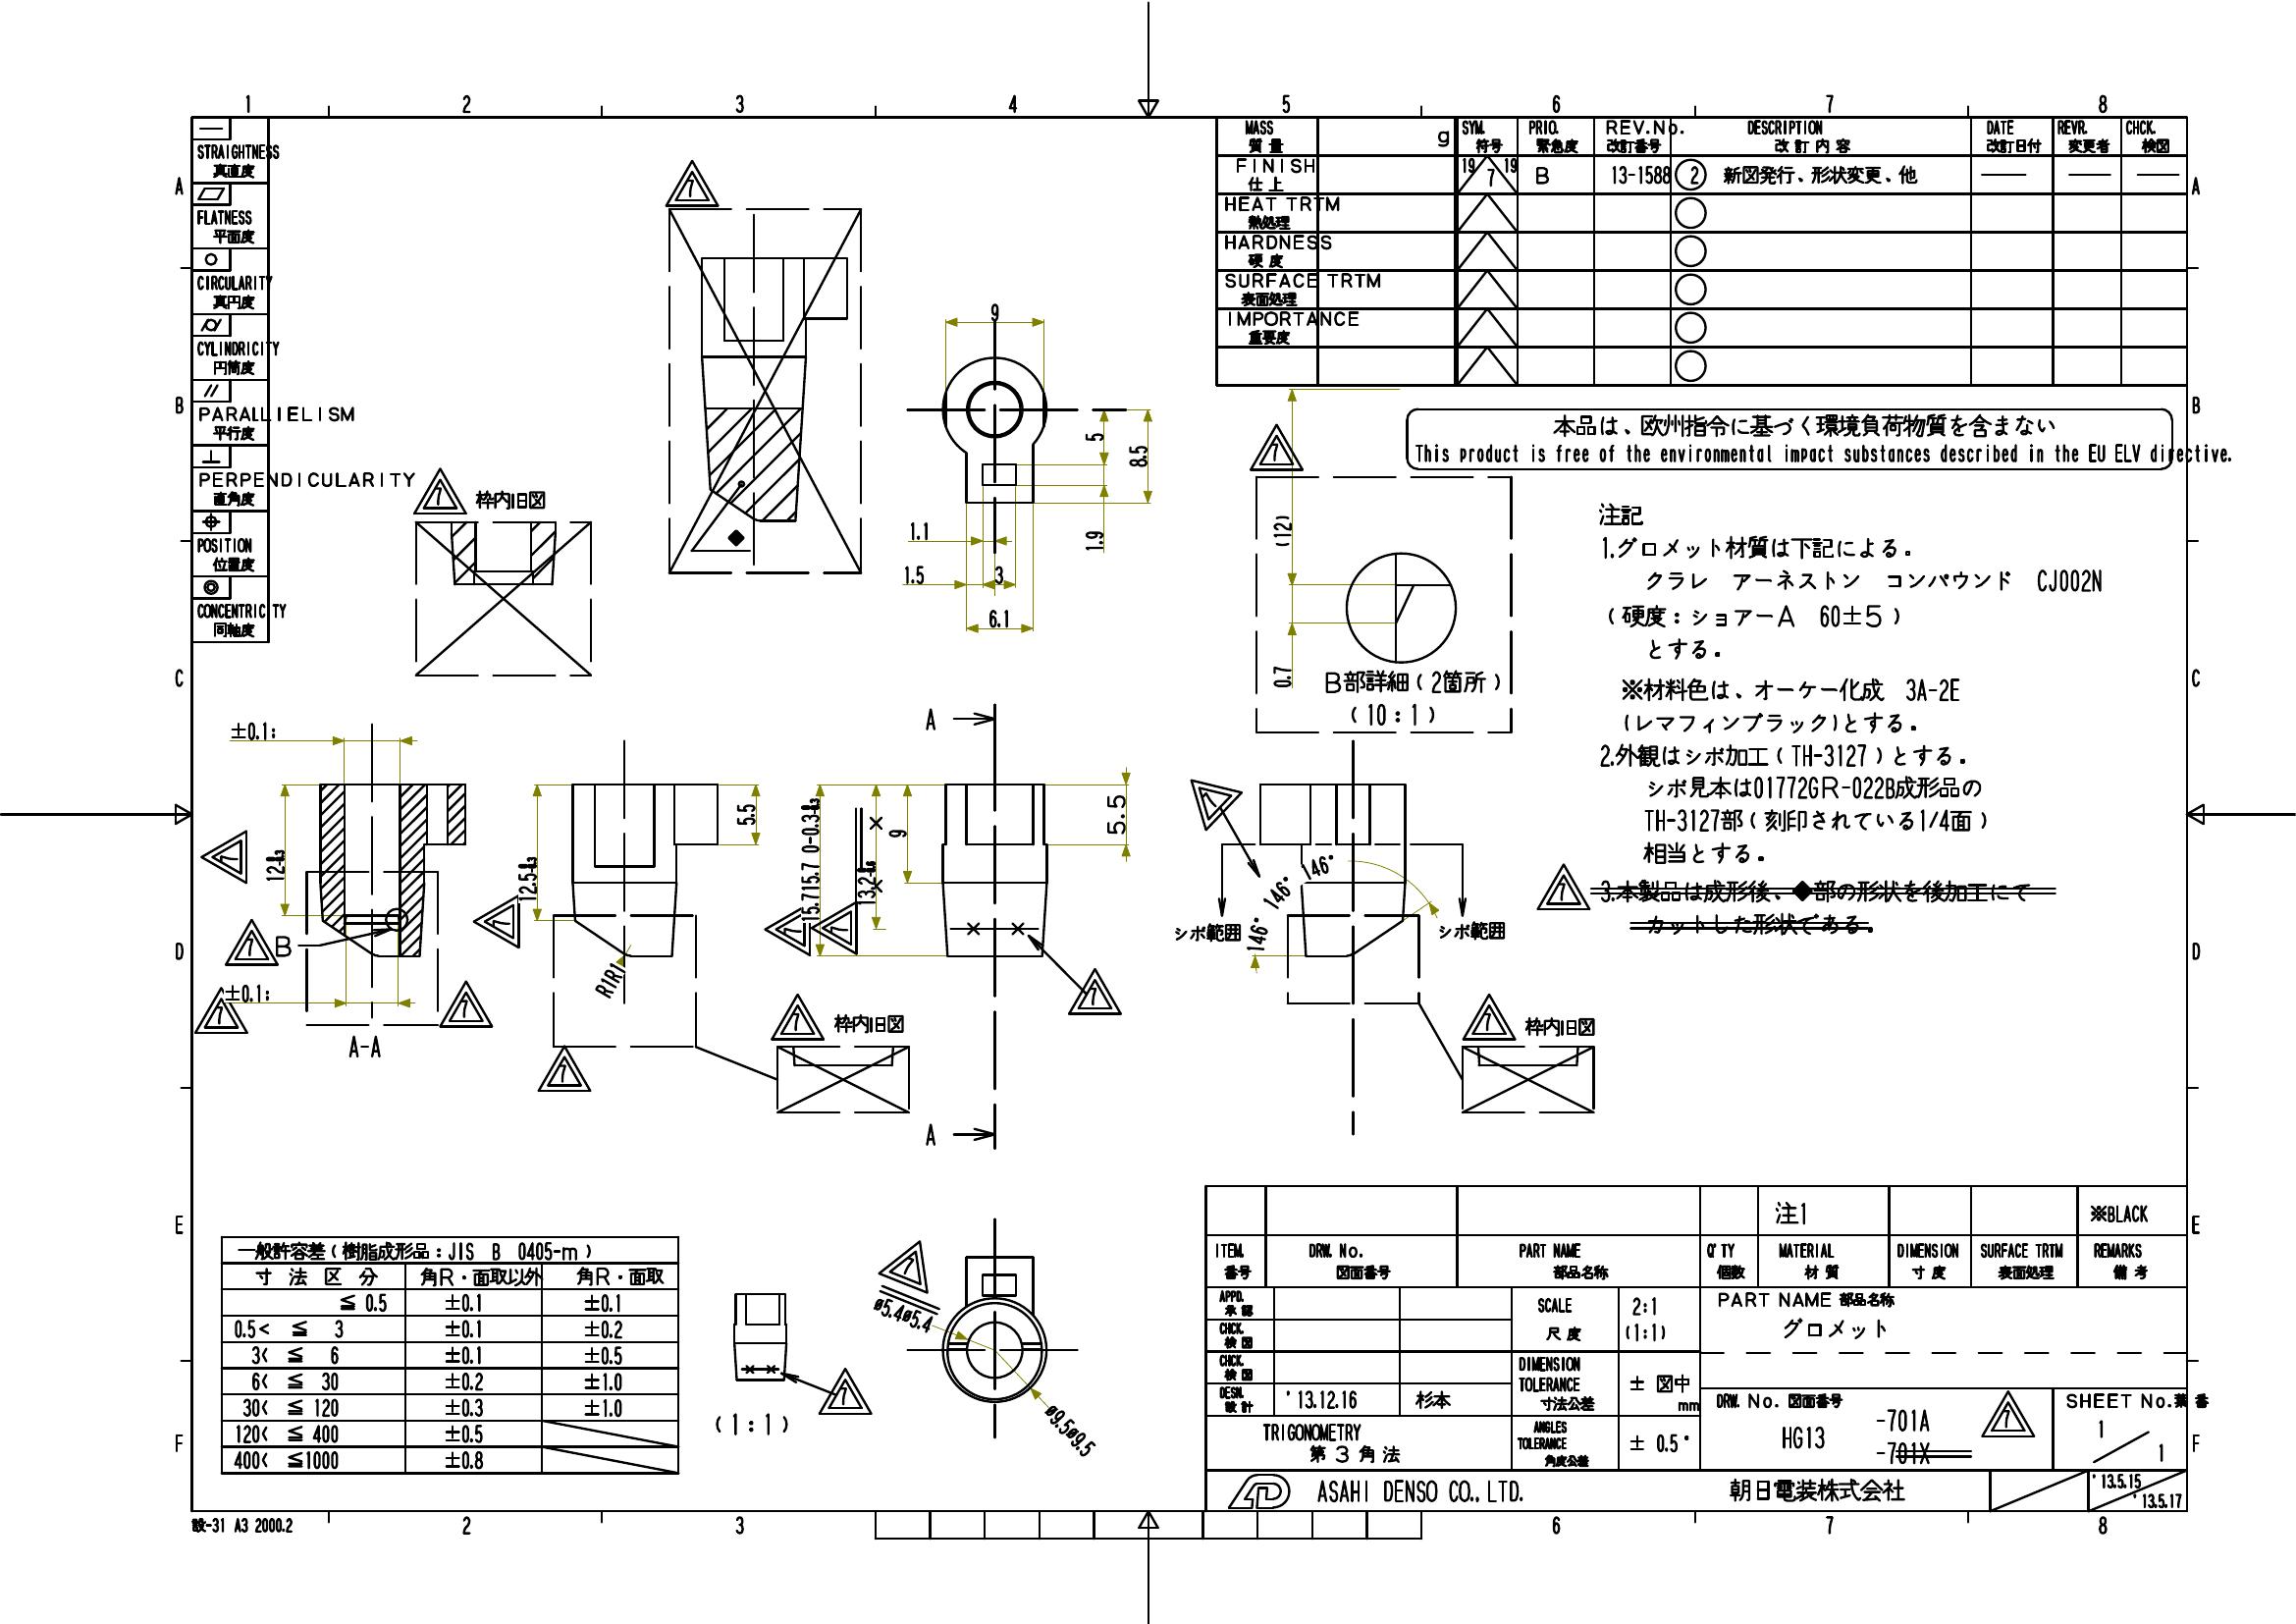 1 2 3 4 5 6 7 8
A
B
C
D
E
F
STRAIGHTNESS
真直度
FLATNESS
平面度
CIRCULARITY
真円度
CYLINDRICITY
円筒度
PARALLIELISM
平行度
PERPENDICULARITY
直角度
POSITION
位置度
CONCENTRICITY
同軸度
MASS
質量
g
FINISH
仕上
HEAT TRTM
熱処理
HARDNESS
硬度
SURFACE TRTM
表面処理
IMPORTANCE
重要度
SYM. PRIO. REV.No. DESCRIPTION DATE REVR. CHCK.
符号 緊急度 改訂番号 改訂内容 改訂日付 変更者 検図
19 7 19 B 13-1588 2 新図発行、形状変更、他
本品は、欧州指令に基づく環境負荷物質を含まない
This product is free of the environmental impact substances described in the EU ELV directive.
注記
1.グロメット材質は下記による.
クラレ アーネストン コンパウンド CJ002N
(硬度:ショアーA 60±5)
とする.
※材料色は、オーケー化成 3A-2E
(レマフィンブラック)とする.
2.外観はシボ加工(TH-3127)とする.
シボ見本は01772GR-022B成形品の
TH-3127部(刻印されている1/4面)
相当とする.
3.本製品は成形後、◆部の形状を後加工にて
カットした形状である.
7
7 枠内旧図
9
5
8.5
1.1
1.9
1.5
3
6.1
7
(12)
0.7
B部詳細(2箇所)
(10:1)
±0.1:
7
7 B
7 ±0.1:
7
A-A
5.5
7
R1R1
7
7 枠内旧図
A
9
5.5
7 7
7
A
7
146° 146°
146°
シボ範囲
シボ範囲
7 枠内旧図
7
一般許容差(樹脂成形品:JIS B 0405-m)
寸法区分 角R・面取以外 角R・面取
≦ 0.5 ±0.1 ±0.1
0.5< ≦ 3 ±0.1 ±0.2
3< ≦ 6 ±0.1 ±0.5
6< ≦ 30 ±0.2 ±1.0
30< ≦ 120 ±0.3 ±1.0
120< ≦ 400 ±0.5
400< ≦1000 ±0.8
(1:1)
7
7
ø5.4ø5.4
ø9.5ø9.5
注1 ※BLACK
ITEM. DRW. No. PART NAME Q'TY MATERIAL DIMENSION SURFACE TRTM REMARKS
番号 図面番号 部品名称 個数 材質 寸度 表面処理 備考
APPD.
承認
CHCK.
検図
CHCK.
検図
DESN.
設計
'13.12.16 杉本
SCALE
尺度
2:1
(1:1)
DIMENSION
TOLERANCE
寸法公差
± 図中
mm
ANGLES
TOLERANCE
角度公差
± 0.5°
TRIGONOMETRY
第3角法
PART NAME 部品名称
グロメット
DRW. No. 図面番号
HG13
-701A
-701X
7
SHEET No.葉番
1
1
ASAHI DENSO CO., LTD.
朝日電装株式会社
'13.5.15
'13.5.17
設-31 A3 2000.2
2 3 6 7 8